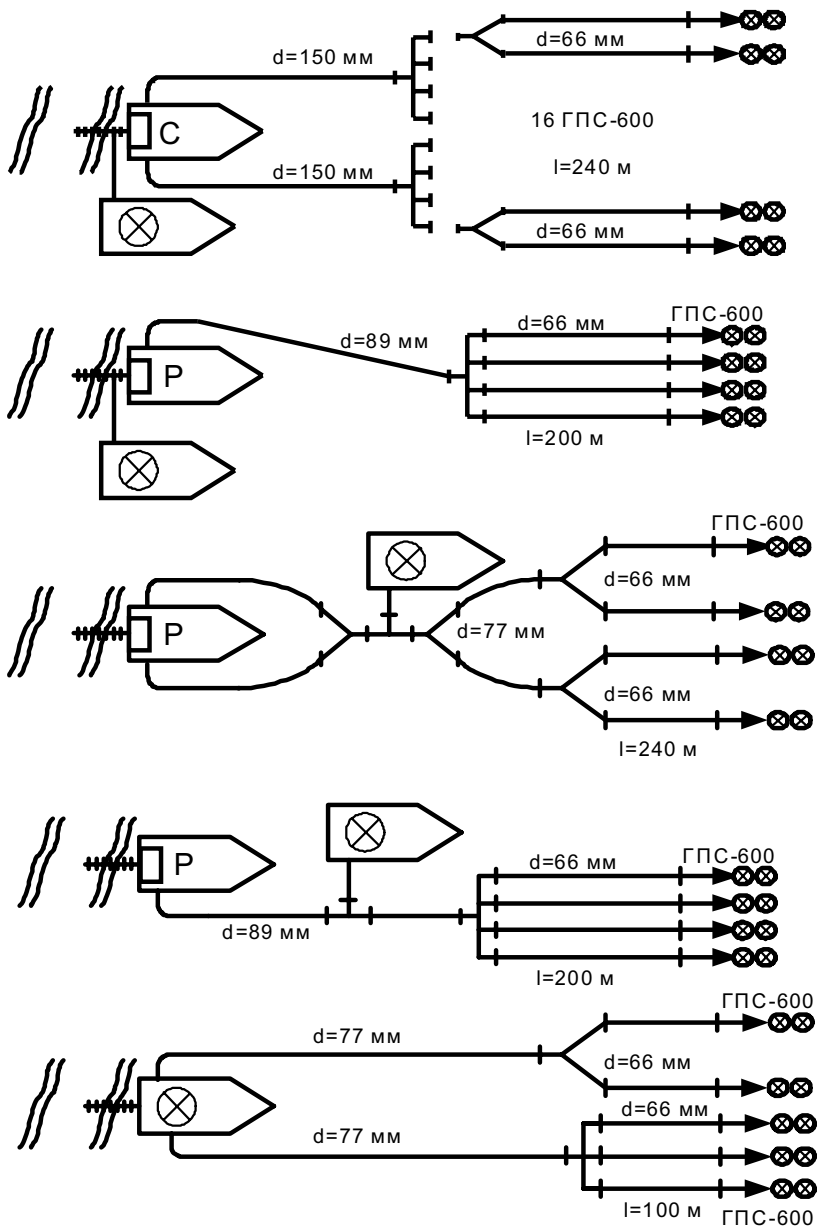 d=66 мм
d=150 мм
С
16 ГПС-600
l=240 м
d=150 мм
d=66 мм
ГПС-600
d=66 мм
d=89 мм
Р
l=200 м
ГПС-600
d=66 мм
Р
d=77 мм
d=66 мм
l=240 м
Р
d=66 мм
ГПС-600
d=89 мм
l=200 м
ГПС-600
d=77 мм
d=66 мм
d=66 мм
d=77 мм
l=100 м
ГПС-600